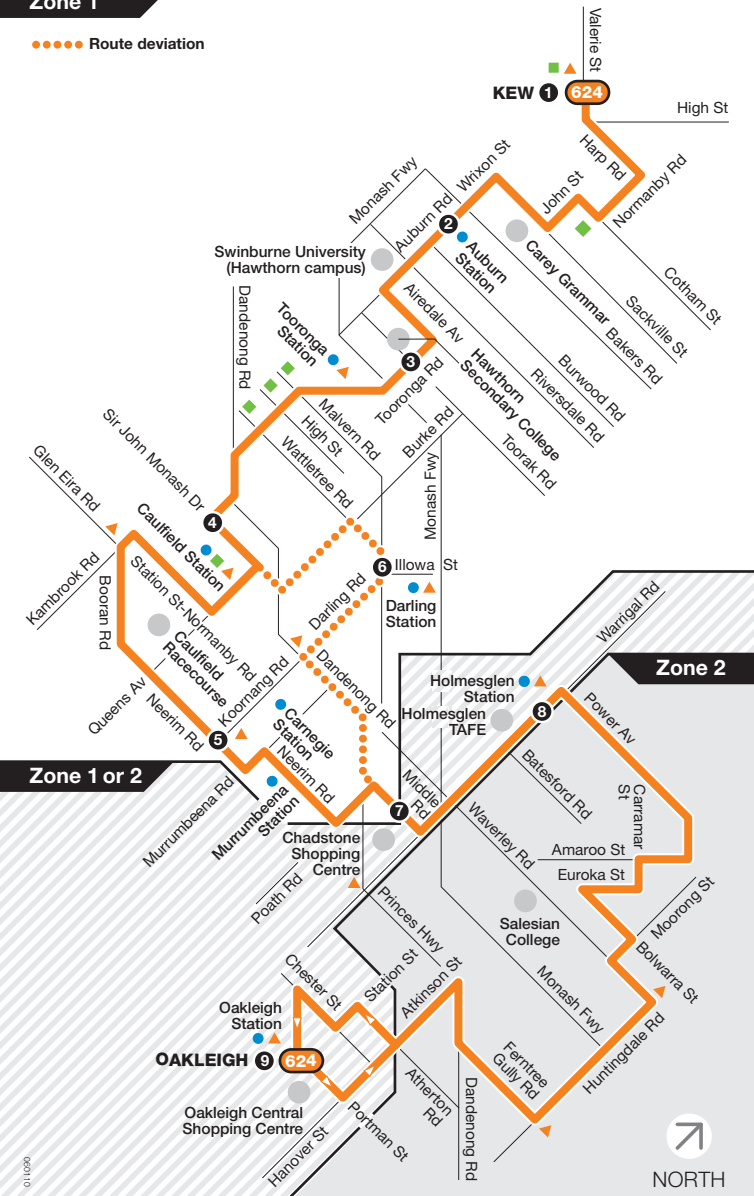 Zone 1
Route deviation
Valerie St
KEW 1 624
High St
Harp Rd
Normanby Rd
John St
Wrixon St
Monash Fwy
Auburn Rd
2
Auburn
Station
Carey Grammar
Cotham St
Sackville St
Bakers Rd
Burwood Rd
Riversdale Rd
Swinburne University
(Hawthorn campus)
Airedale Av
Hawthorn
Secondary College
Tooronga
Station
Dandenong Rd
3
Tooronga Rd
Toorak Rd
Burke Rd
Malvern Rd
High St
Wattletree Rd
Monash Fwy
Sir John Monash Dr
4
Glen Eira Rd
Caulfield Station
Kambrook Rd
Booran Rd
Station St-Normanby Rd
Caulfield
Racecourse
6
Illowa St
Darling
Station
Darling Rd
Dandenong Rd
Koornang Rd
Queens Av
Neerim Rd
5
Carnegie
Station
Neerim Rd
Warrigal Rd
Zone 2
Holmesglen
Station
Holmesglen
TAFE
8
Power Av
Batesford Rd
Carramar
St
Zone 1 or 2
Murrumbeena Rd
Murrumbeena
Station
7
Middle
Rd
Waverley Rd
Amaroo St
Euroka St
Chadstone
Shopping
Centre
Poath Rd
Princes Hwy
Salesian
College
Moorong St
Bolwarra St
Monash Fwy
Huntingdale Rd
Chester St
Station St
Atkinson St
Oakleigh
Station
OAKLEIGH 9 624
Ferntree
Gully Rd
Atherton
Rd
Dandenong Rd
Oakleigh Central
Shopping Centre
Portman St
Hanover St
NORTH
060110